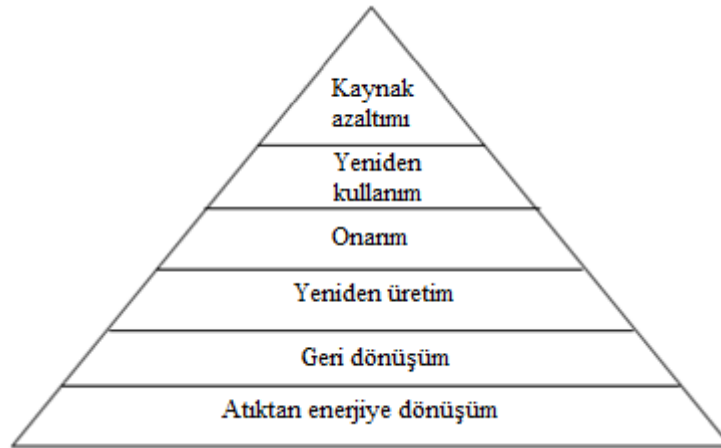 Kaynak
azaltımı
Yeniden
kullanım
Onarım
Yeniden üretim
Geri dönüşüm
Atıktan enerjiye dönüşüm